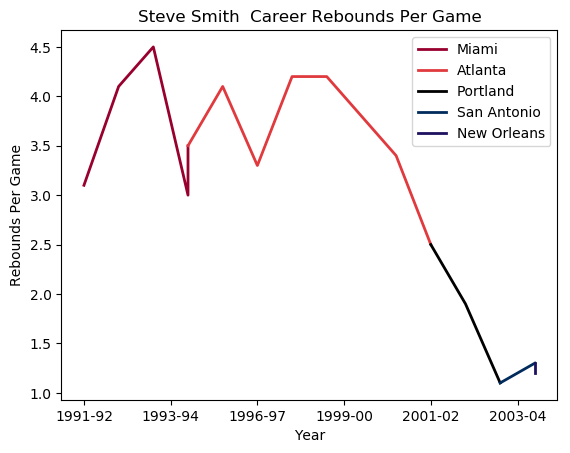 Steve Smith  Career Rebounds Per Game
Miami
Atlanta
Portland
San Antonio
New Orleans
Rebounds Per Game
4.5
4.0
3.5
3.0
2.5
2.0
1.5
1.0
1991-92 1993-94 1996-97 1999-00 2001-02 2003-04
Year